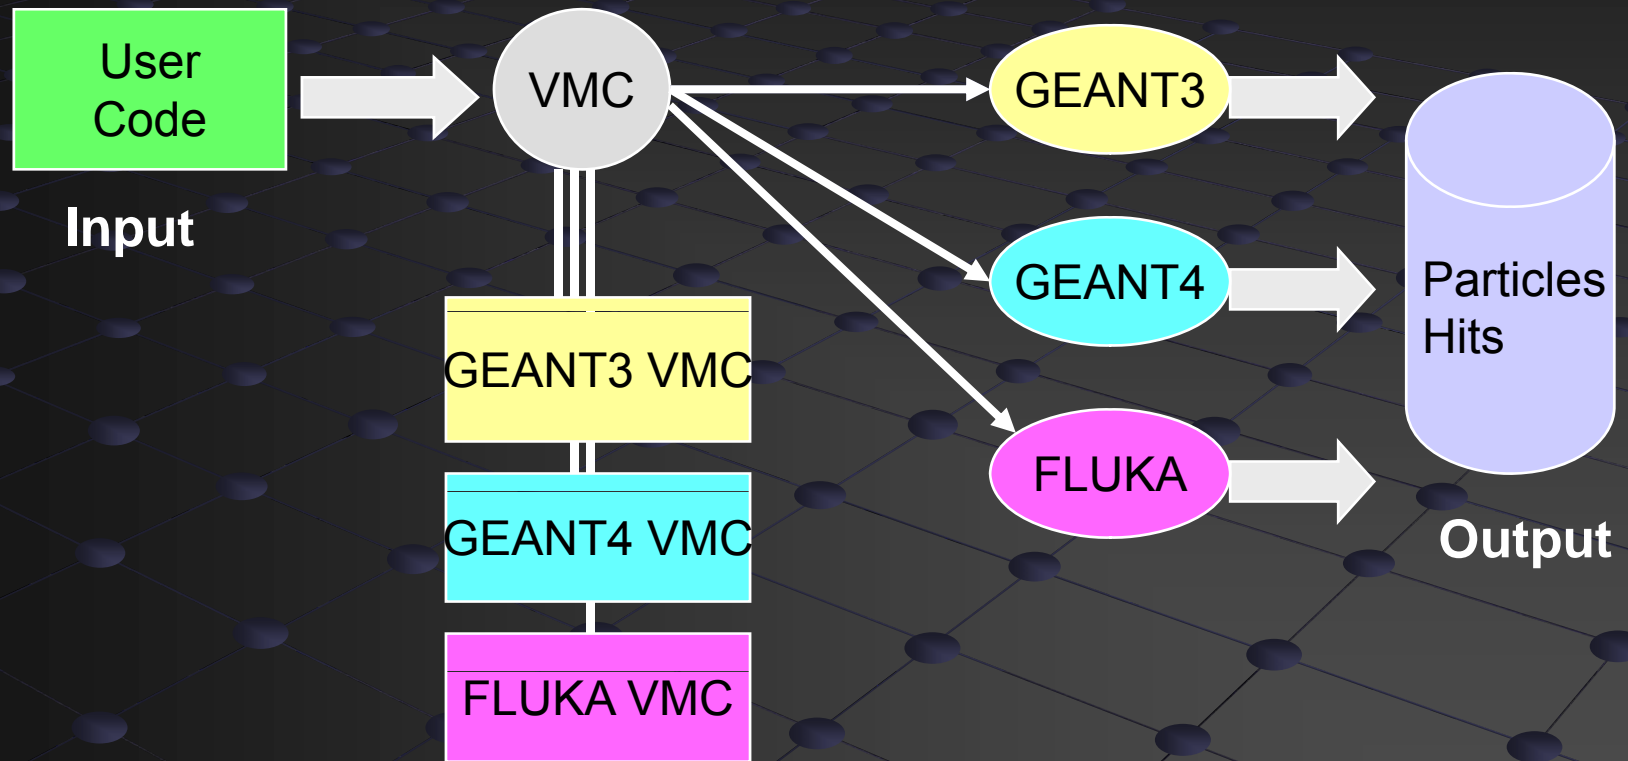 User
Code
Input
VMC
GEANT3
GEANT4
FLUKA
GEANT3 VMC
GEANT4 VMC
FLUKA VMC
Particles
Hits
Output